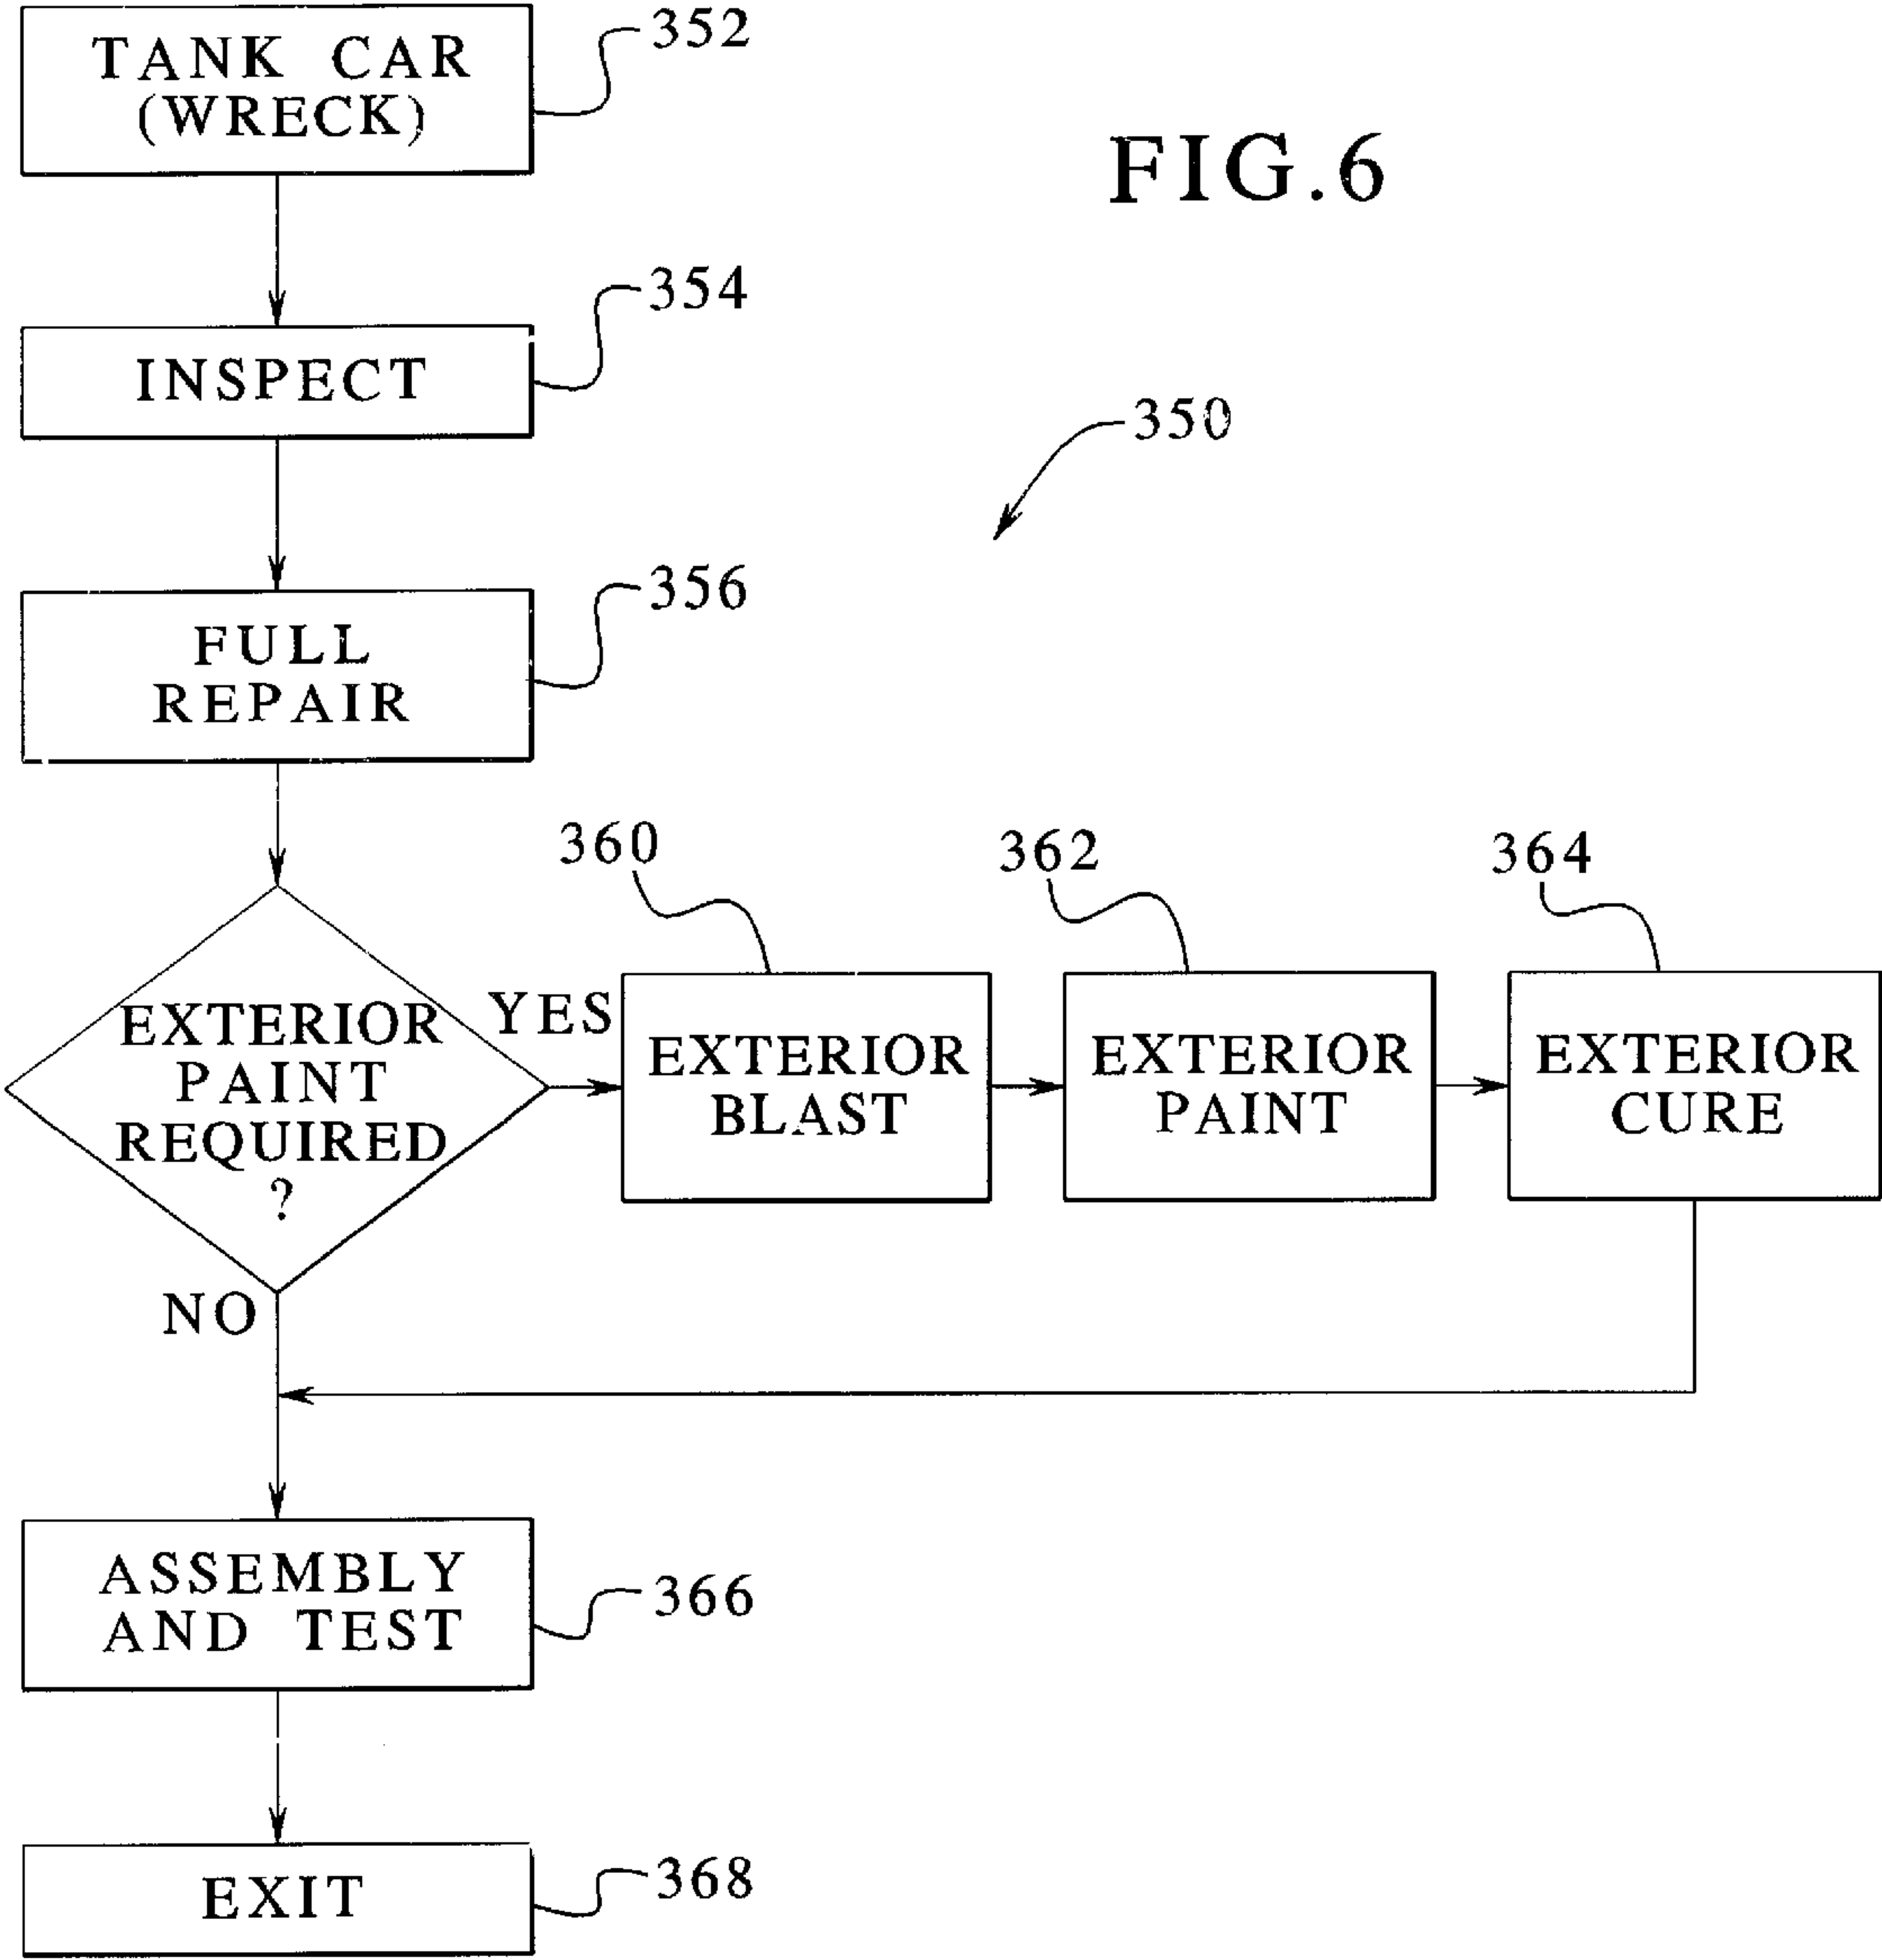 TANK CAR
(WRECK)
352
FIG.6
INSPECT
354
350
FULL
REPAIR
356
EXTERIOR
PAINT
REQUIRED
?
YES
NO
360
EXTERIOR
BLAST
362
EXTERIOR
PAINT
364
EXTERIOR
CURE
ASSEMBLY
AND TEST
366
EXIT
368